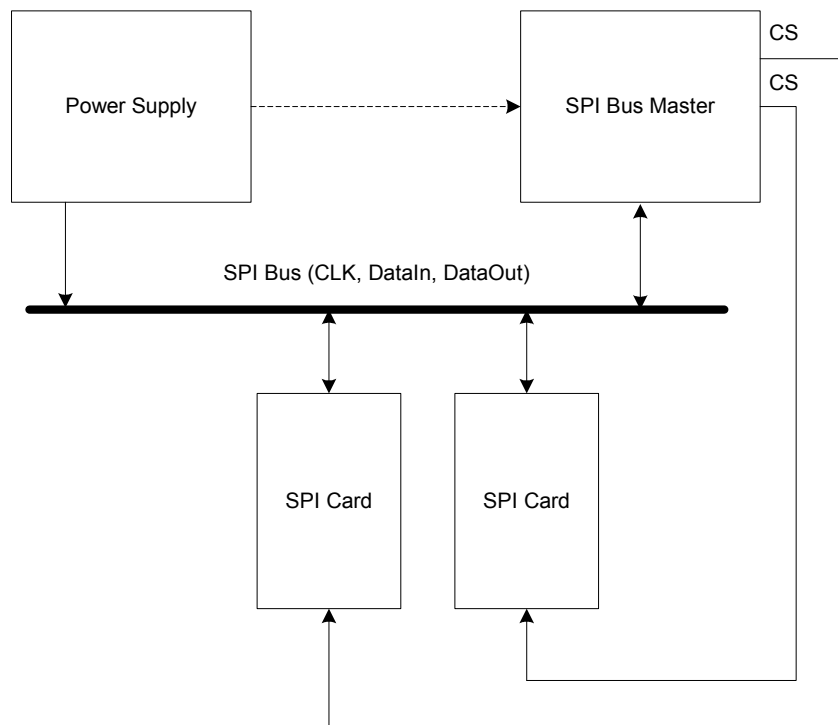 CS
CS
Power Supply
SPI Bus Master
SPI Bus (CLK, DataIn, DataOut)
SPI Card
SPI Card